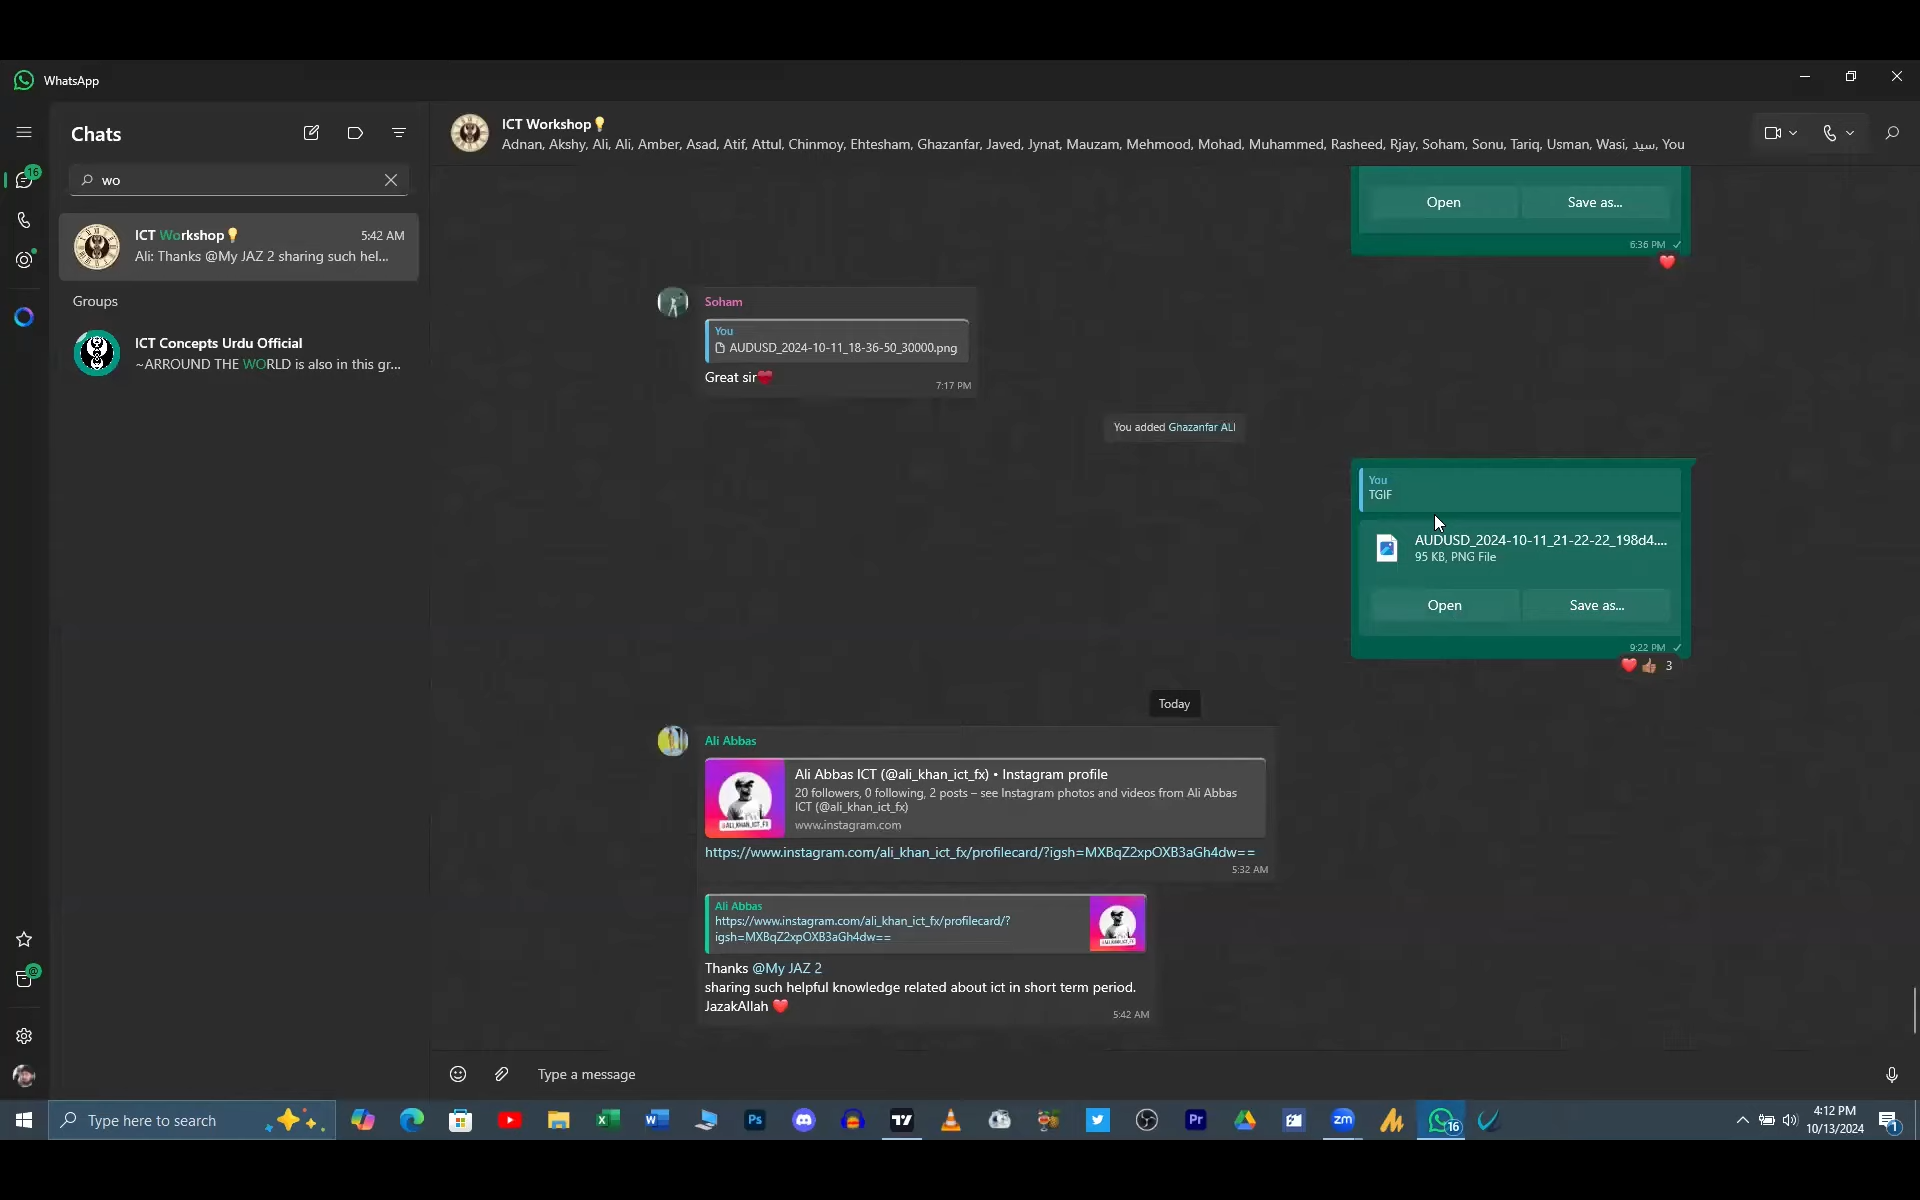 WhatsApp
Chats
16
wo
ICT Workshop💡
5:42 AM
Ali: Thanks @My JAZ 2 sharing such hel...
Groups
ICT Concepts Urdu Official
~ARROUND THE WORLD is also in this gr...
ICT Workshop💡
Adnan, Akshy, Ali, Ali, Amber, Asad, Atif, Attul, Chinmoy, Ehtesham, Ghazanfar, Javed, Jynat, Mauzam, Mehmood, Mohad, Muhammed, Rasheed, Rjay, Soham, Sonu, Tariq, Usman, Wasi, سید, You
Open
Save as...
6:36 PM
Soham
You
AUDUSD_2024-10-11_18-36-50_30000.png
Great sir❤️
7:17 PM
You added Ghazanfar ALI
You
TGIF
AUDUSD_2024-10-11_21-22-22_198d4....
95 KB, PNG File
Open
Save as...
9:22 PM
3
Today
Ali Abbas
Ali Abbas ICT (@ali_khan_ict_fx) • Instagram profile
20 followers, 0 following, 2 posts – see Instagram photos and videos from Ali Abbas
ICT (@ali_khan_ict_fx)
www.instagram.com
@ALI_KHAN_ICT_FX
https://www.instagram.com/ali_khan_ict_fx/profilecard/?igsh=MXBqZ2xpOXB3aGh4dw==
5:32 AM
Ali Abbas
https://www.instagram.com/ali_khan_ict_fx/profilecard/?
igsh=MXBqZ2xpOXB3aGh4dw==
Thanks @My JAZ 2
sharing such helpful knowledge related about ict in short term period.
JazakAllah ❤️
5:42 AM
Type a message
Type here to search
Ps
Pr
zm
16
4:12 PM
10/13/2024
1